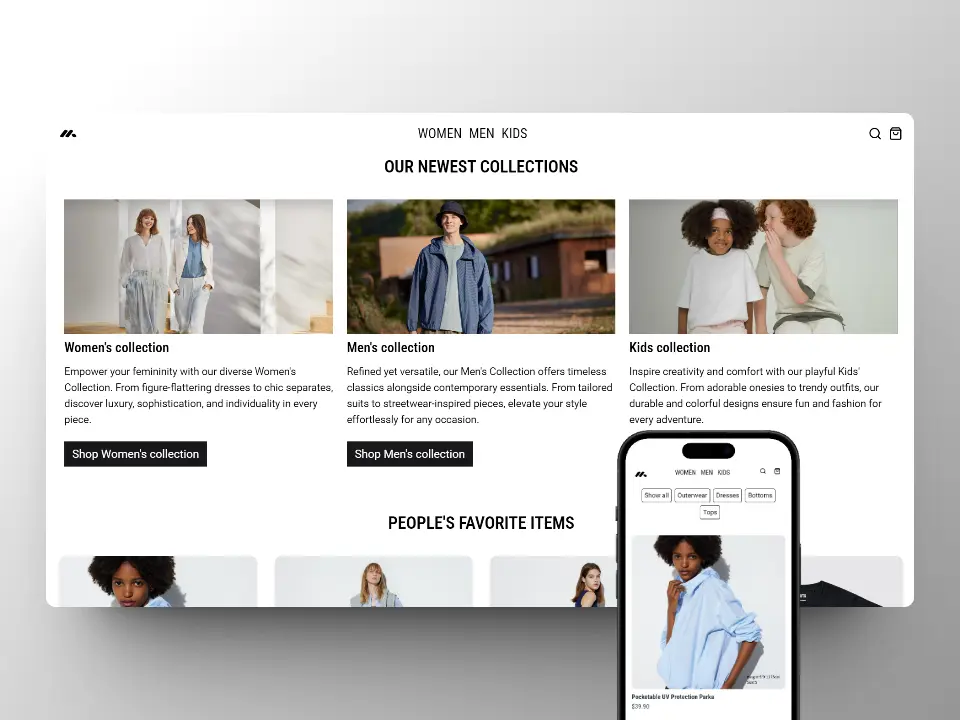 WOMEN MEN KIDS
OUR NEWEST COLLECTIONS
Women's collection
Empower your femininity with our diverse Women's
Collection. From figure-flattering dresses to chic separates,
discover luxury, sophistication, and individuality in every
piece.
Shop Women's collection
Men's collection
Refined yet versatile, our Men's Collection offers timeless
classics alongside contemporary essentials. From tailored
suits to streetwear-inspired pieces, elevate your style
effortlessly for any occasion.
Shop Men's collection
Kids collection
Inspire creativity and comfort with our playful Kids'
Collection. From adorable onesies to trendy outfits, our
durable and colorful designs ensure fun and fashion for
every adventure.
PEOPLE'S FAVORITE ITEMS
WOMEN MEN KIDS
Show all Outerwear Dresses Bottoms
Tops
Pocketable UV Protection Parka
$39.90